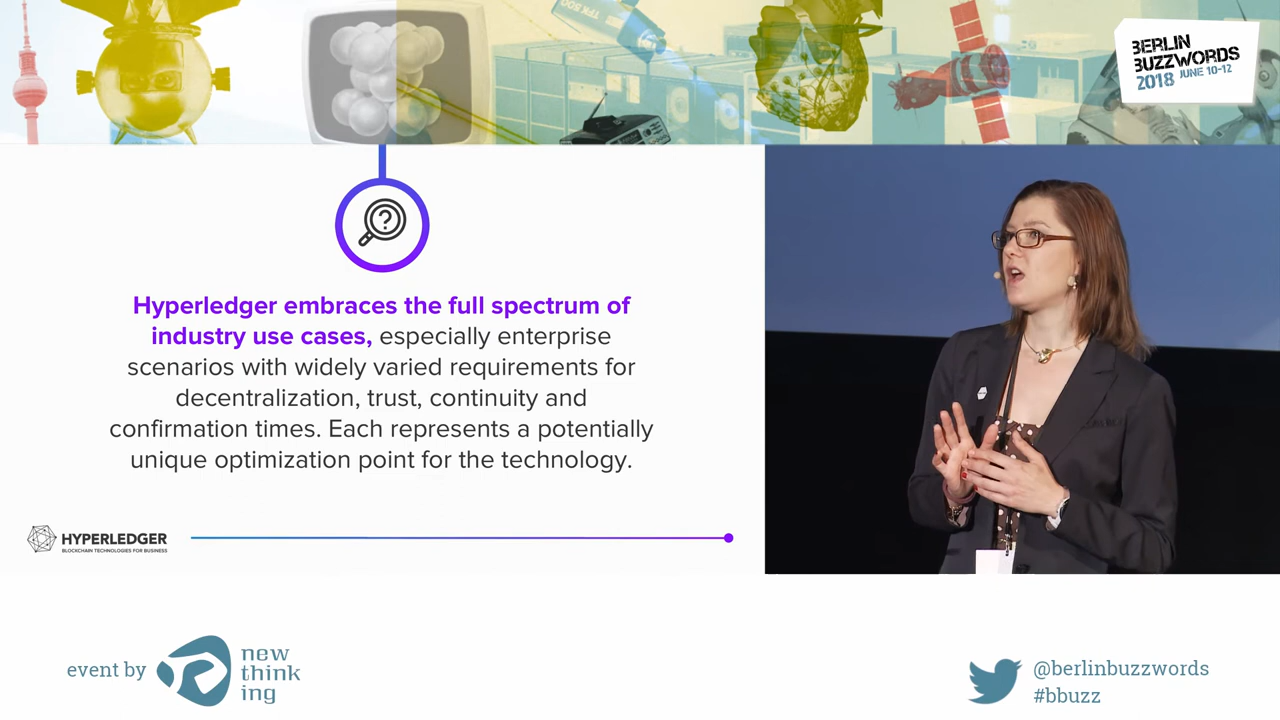 TFK 500
BERLIN
BUZZWORDS
2018 JUNE 10-12
Hyperledger embraces the full spectrum of
industry use cases, especially enterprise
scenarios with widely varied requirements for
decentralization, trust, continuity and
confirmation times. Each represents a potentially
unique optimization point for the technology.
HYPERLEDGER
BLOCKCHAIN TECHNOLOGIES FOR BUSINESS
event by
new
think
ing
@berlinbuzzwords
#bbuzz